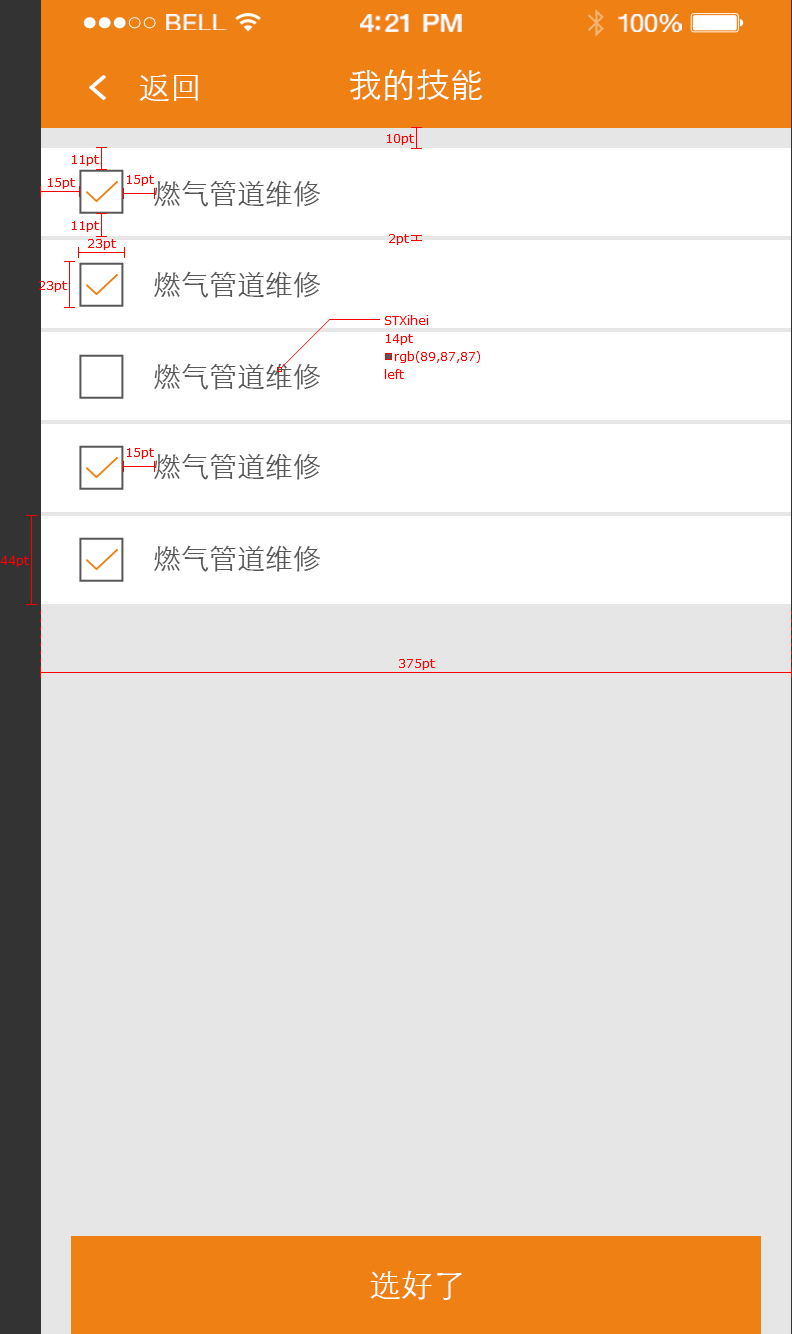 BELL 4:21 PM 100%
返回 我的技能
10pt
11pt
15pt 15pt 燃气管道维修
11pt
2pt
23pt
23pt 燃气管道维修
STXihei
14pt
rgb(89,87,87)
left
燃气管道维修
15pt 燃气管道维修
44pt 燃气管道维修
375pt
选好了